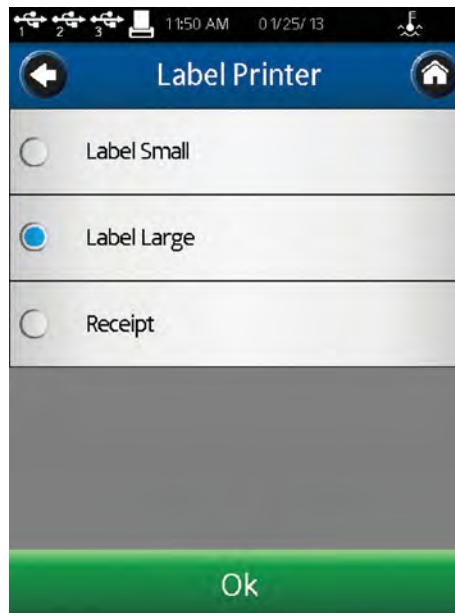 1 2 3 11:50 AM 01/25/13 F
Label Printer
Label Small
Label Large
Receipt
Ok